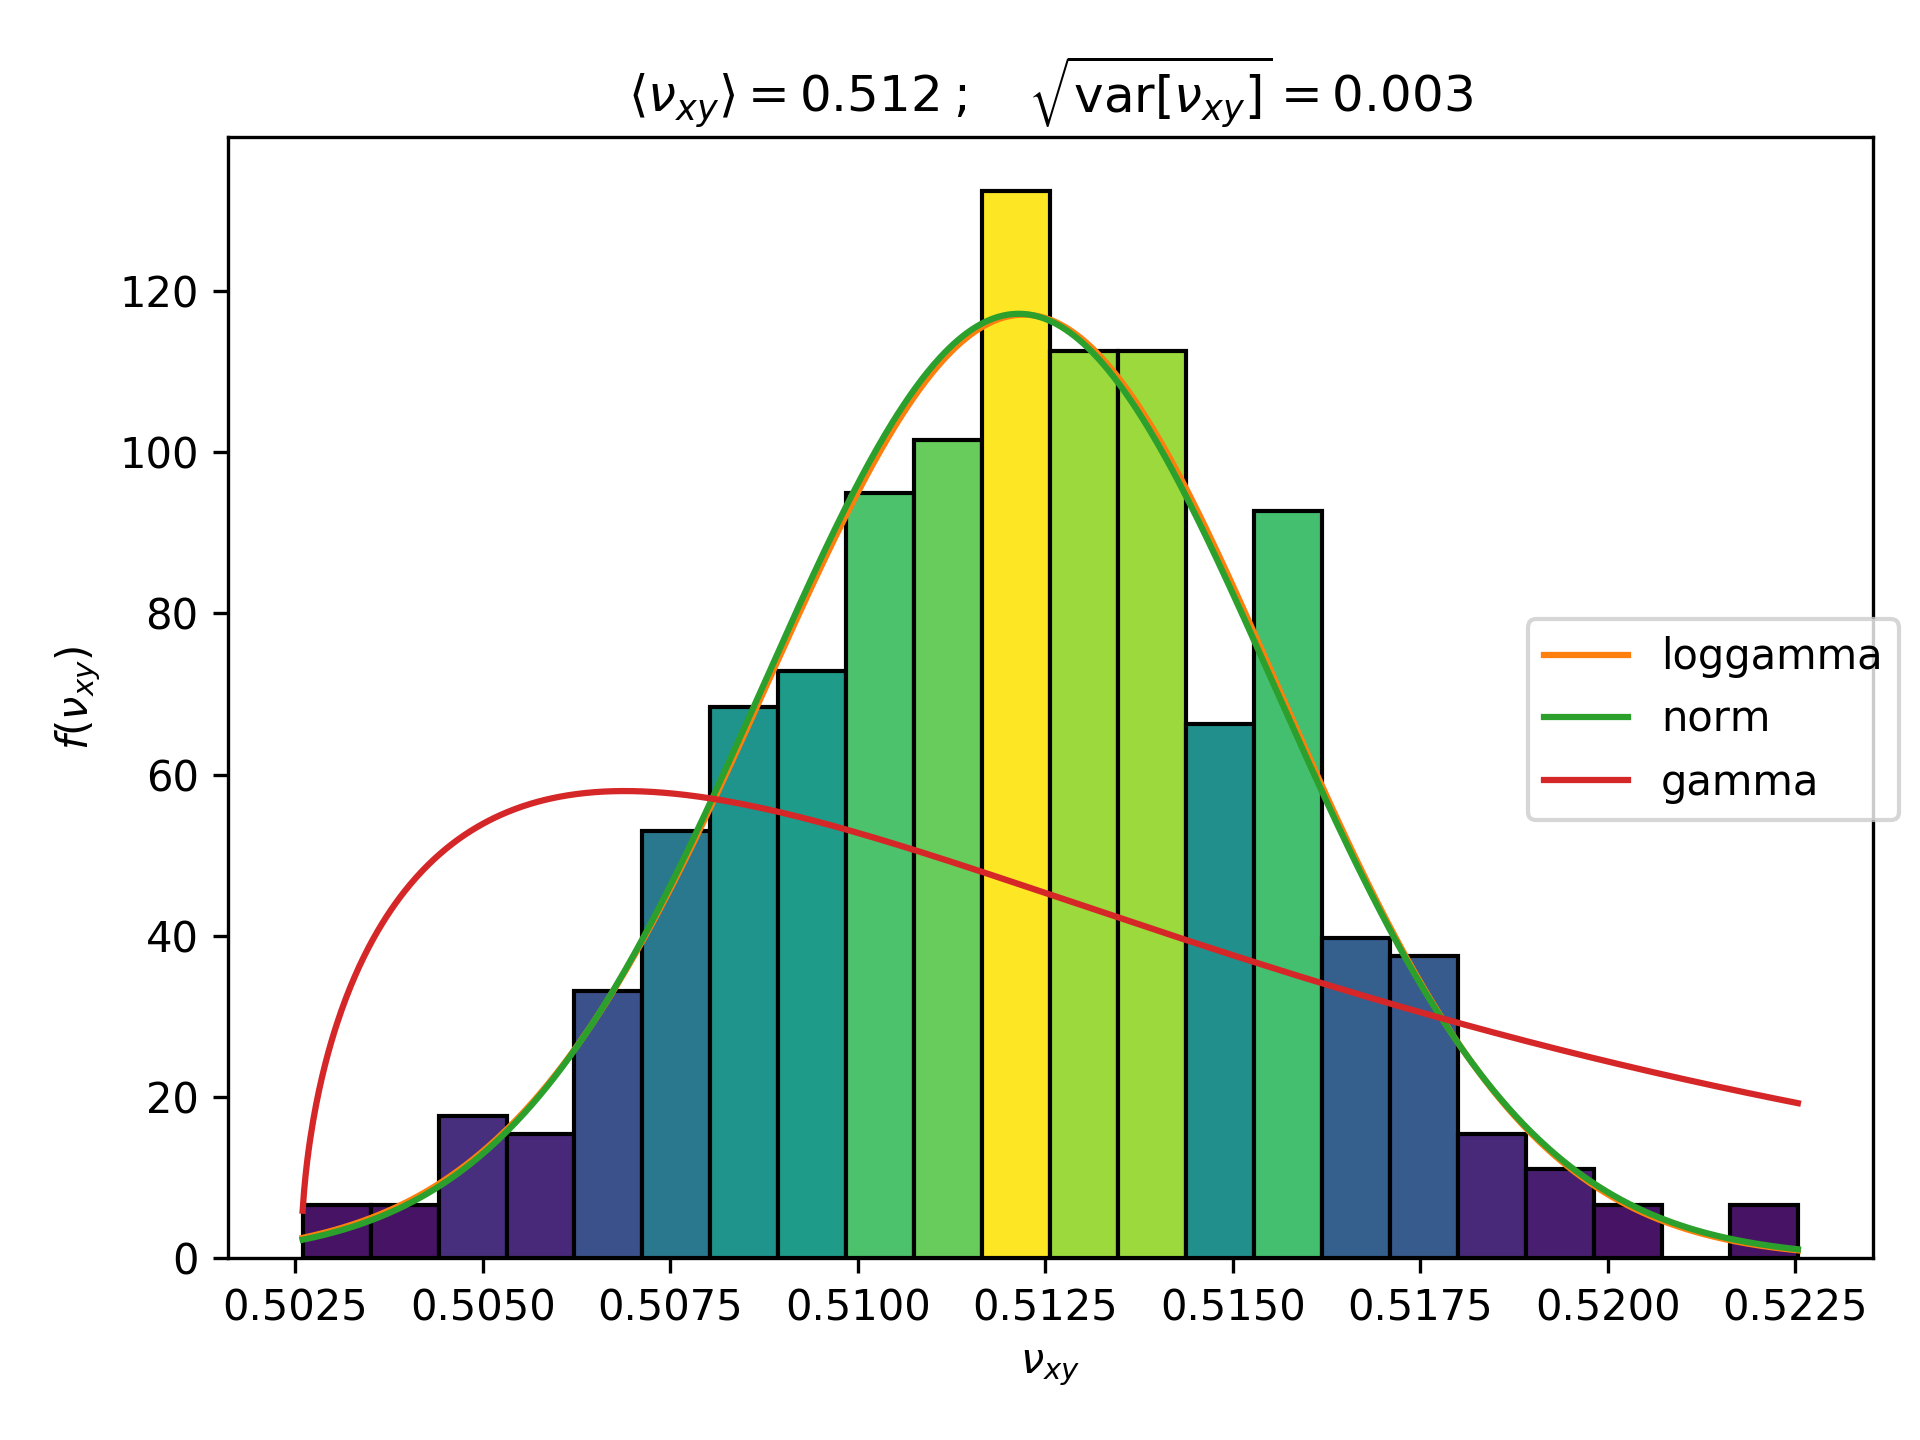 ⟨ν_xy⟩ = 0.512 ; √var[ν_xy] = 0.003
120
100
80
60
40
20
0
f(ν_xy)
loggamma
norm
gamma
0.5025 0.5050 0.5075 0.5100 0.5125 0.5150 0.5175 0.5200 0.5225
ν_xy